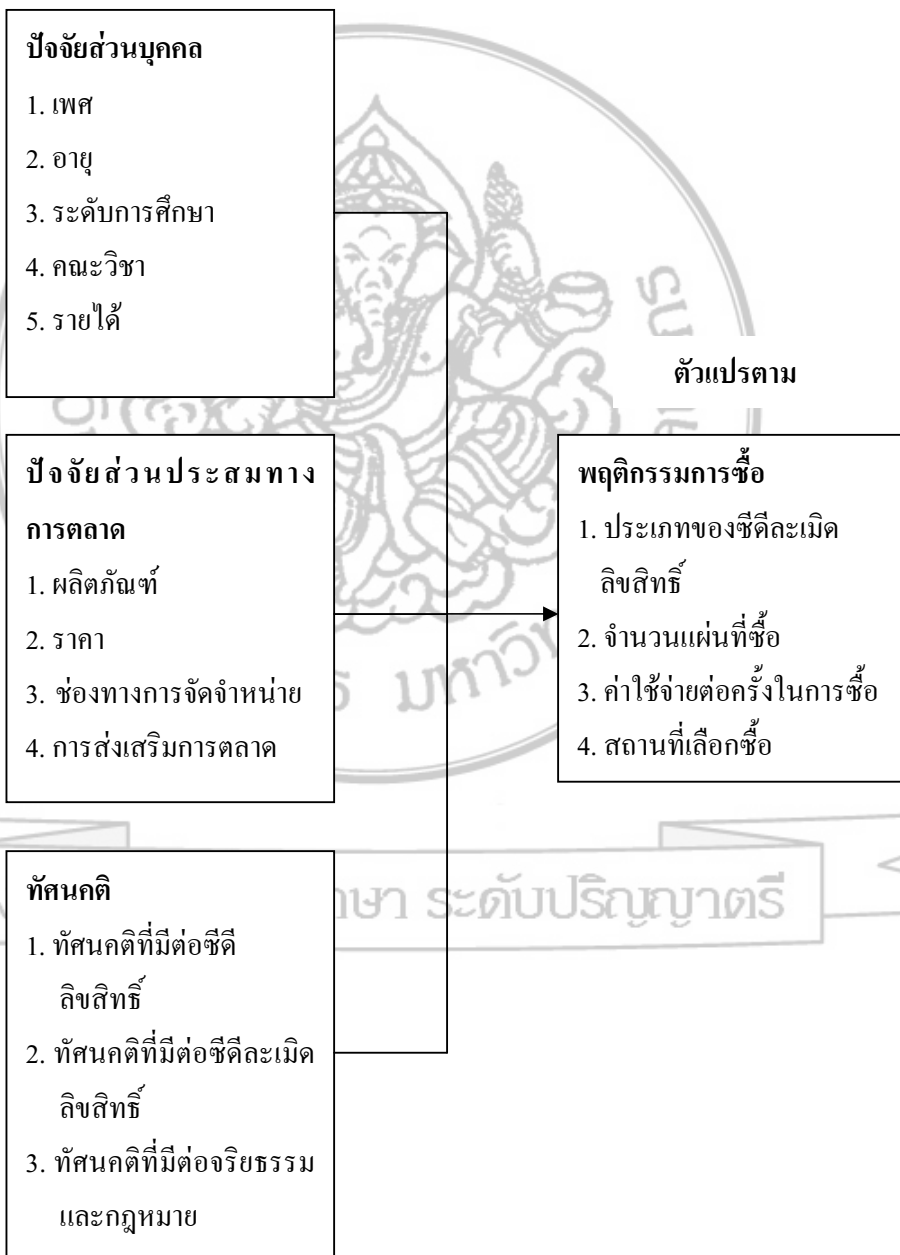 ปัจจัยส่วนบุคคล
1. เพศ
2. อายุ
3. ระดับการศึกษา
4. คณะวิชา
5. รายได้
ตัวแปรตาม
ปัจจัยส่วนประสมทาง
การตลาด
1. ผลิตภัณฑ์
2. ราคา
3. ช่องทางการจัดจำหน่าย
4. การส่งเสริมการตลาด
พฤติกรรมการซื้อ
1. ประเภทของซีดีละเมิด
ลิขสิทธิ์
2. จำนวนแผ่นที่ซื้อ
3. ค่าใช้จ่ายต่อครั้งในการซื้อ
4. สถานที่เลือกซื้อ
ทัศนคติ
1. ทัศนคติที่มีต่อซีดี
ลิขสิทธิ์
2. ทัศนคติที่มีต่อซีดีละเมิด
ลิขสิทธิ์
3. ทัศนคติที่มีต่อจริยธรรม
และกฎหมาย
ระดับปริญญาตรี